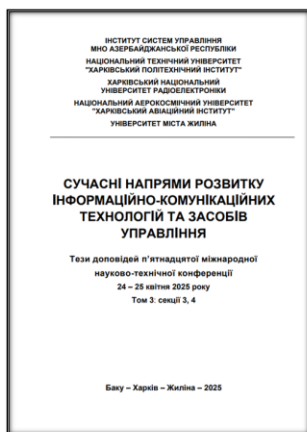 ІНСТИТУТ СИСТЕМ УПРАВЛІННЯ
МНО АЗЕРБАЙДЖАНСЬКОЇ РЕСПУБЛІКИ
НАЦІОНАЛЬНИЙ ТЕХНІЧНИЙ УНІВЕРСИТЕТ
"ХАРКІВСЬКИЙ ПОЛІТЕХНІЧНИЙ ІНСТИТУТ"
ХАРКІВСЬКИЙ НАЦІОНАЛЬНИЙ
УНІВЕРСИТЕТ РАДІОЕЛЕКТРОНІКИ
НАЦІОНАЛЬНИЙ АЕРОКОСМІЧНИЙ УНІВЕРСИТЕТ
"ХАРКІВСЬКИЙ АВІАЦІЙНИЙ ІНСТИТУТ"
УНІВЕРСИТЕТ МІСТА ЖИЛІНА
СУЧАСНІ НАПРЯМИ РОЗВИТКУ
ІНФОРМАЦІЙНО-КОМУНІКАЦІЙНИХ
ТЕХНОЛОГІЙ ТА ЗАСОБІВ
УПРАВЛІННЯ
Тези доповідей п'ятнадцятої міжнародної
науково-технічної конференції
24 – 25 квітня 2025 року
Том 3: секції 3, 4
Баку – Харків – Жиліна – 2025